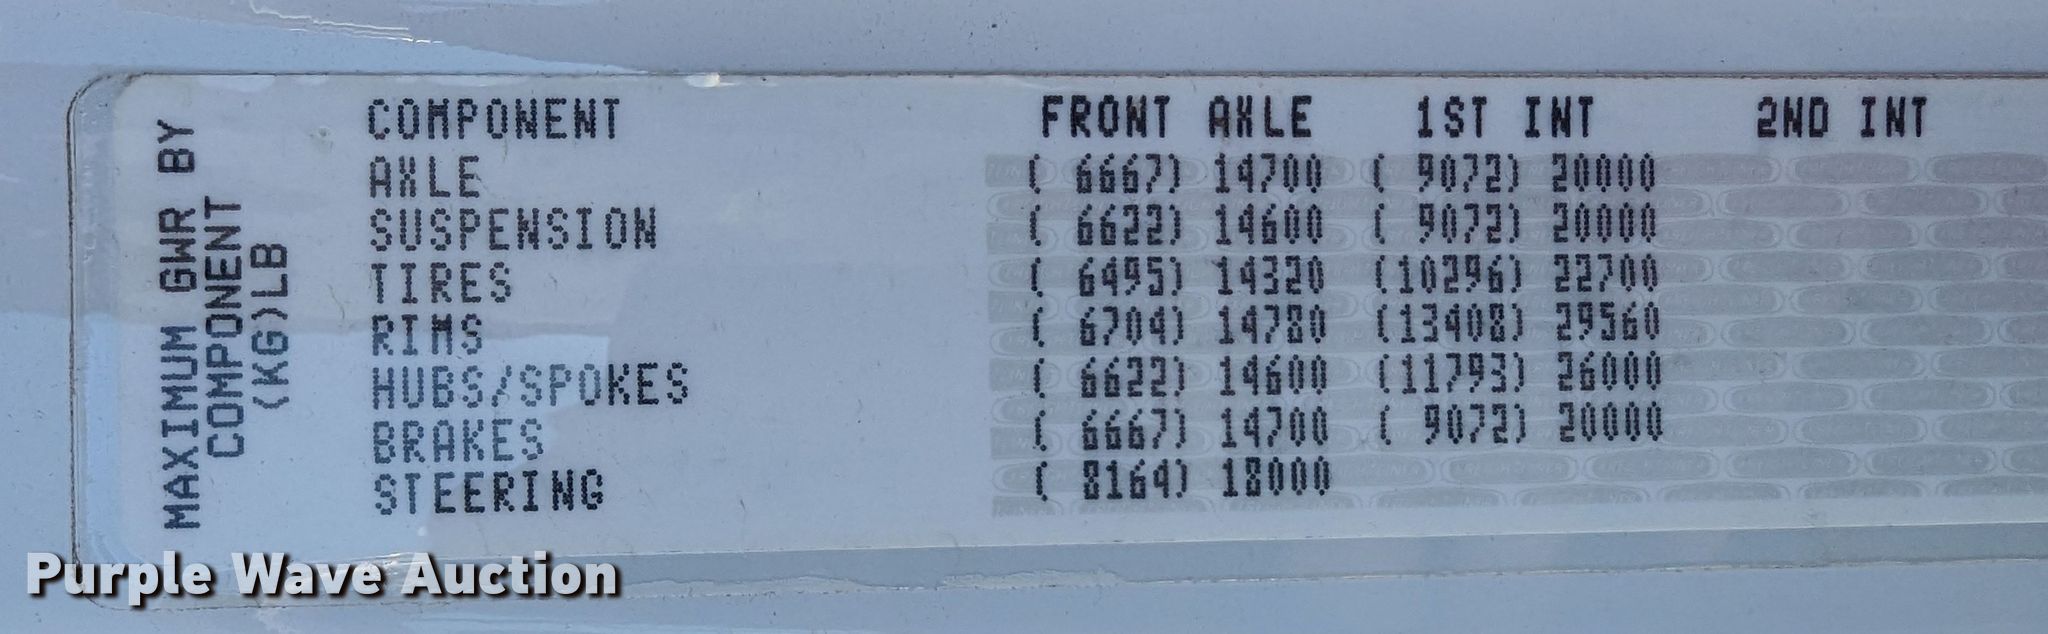 MAXIMUM GWR BY
COMPONENT
(KG)LB
COMPONENT FRONT AXLE 1ST INT 2ND INT
AXLE ( 6667) 14700 ( 9072) 20000
SUSPENSION ( 6622) 14600 ( 9072) 20000
TIRES ( 6495) 14320 (10296) 22700
RIMS ( 6704) 14780 (13408) 29560
HUBS/SPOKES ( 6622) 14600 (11793) 26000
BRAKES ( 6667) 14700 ( 9072) 20000
STEERING ( 8164) 18000
Purple Wave Auction